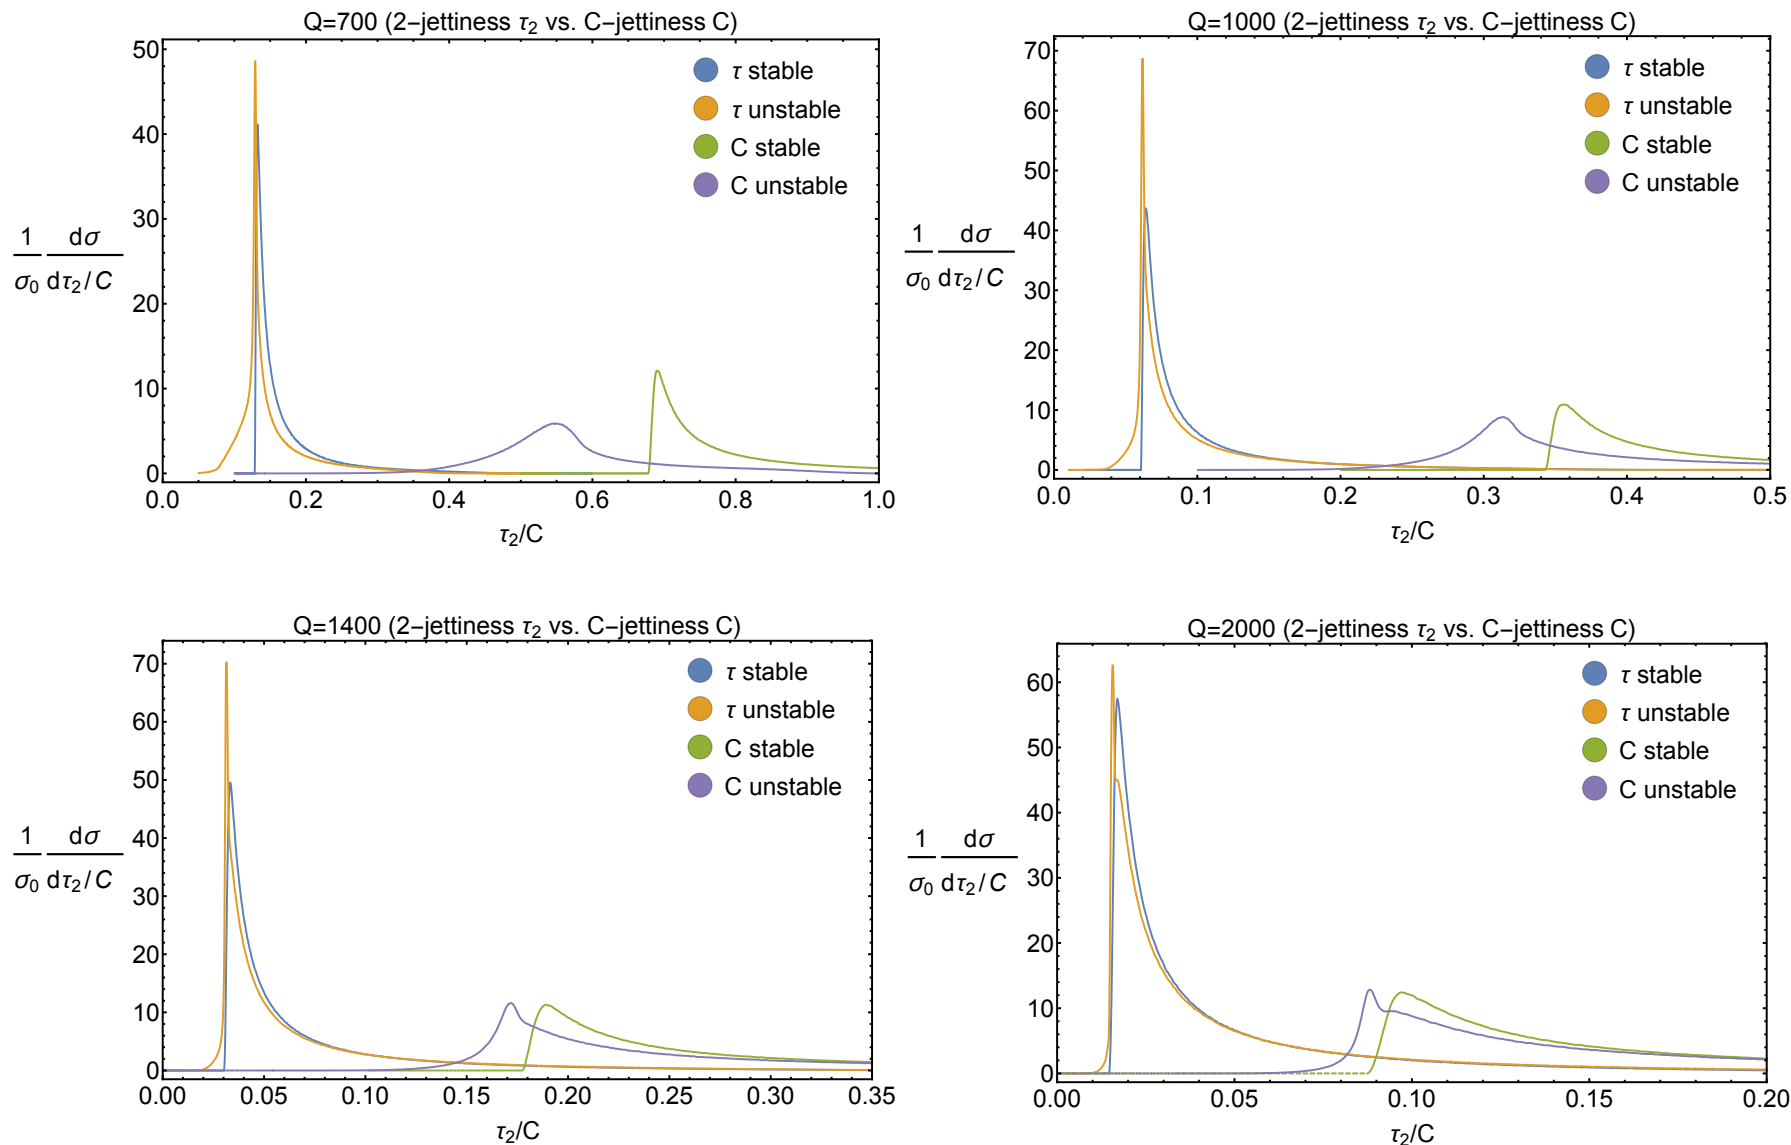 Q=700 (2−jettiness τ2 vs. C−jettiness C)
50
40
30
20
10
0
0.0 0.2 0.4 0.6 0.8 1.0
τ stable
τ unstable
C stable
C unstable
1 dσ
σ0 dτ2/C
τ2/C
Q=1000 (2−jettiness τ2 vs. C−jettiness C)
70
60
50
40
30
20
10
0
0.0 0.1 0.2 0.3 0.4 0.5
τ stable
τ unstable
C stable
C unstable
1 dσ
σ0 dτ2/C
τ2/C
Q=1400 (2−jettiness τ2 vs. C−jettiness C)
70
60
50
40
30
20
10
0
0.00 0.05 0.10 0.15 0.20 0.25 0.30 0.35
τ stable
τ unstable
C stable
C unstable
1 dσ
σ0 dτ2/C
τ2/C
Q=2000 (2−jettiness τ2 vs. C−jettiness C)
60
50
40
30
20
10
0
0.00 0.05 0.10 0.15 0.20
τ stable
τ unstable
C stable
C unstable
1 dσ
σ0 dτ2/C
τ2/C